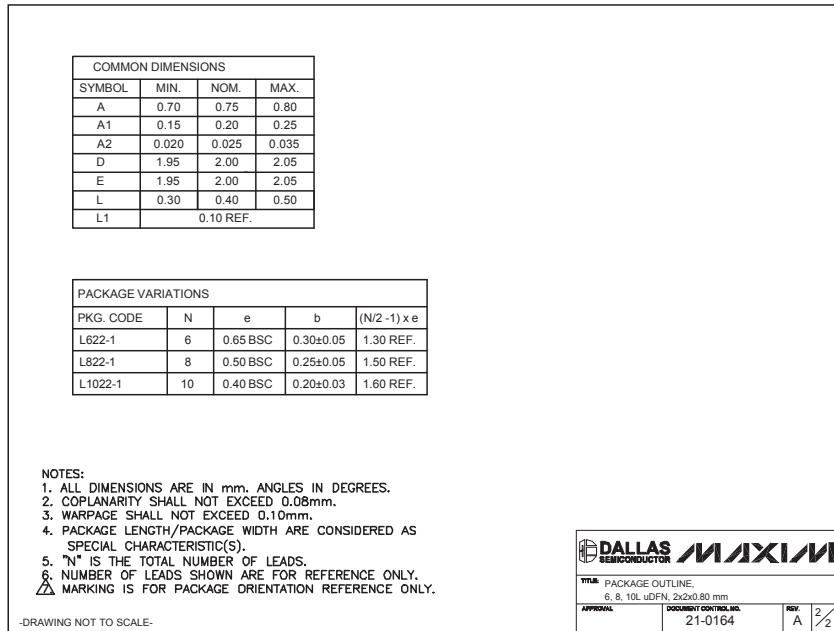 COMMON DIMENSIONS
SYMBOL MIN. NOM. MAX.
A 0.70 0.75 0.80
A1 0.15 0.20 0.25
A2 0.020 0.025 0.035
D 1.95 2.00 2.05
E 1.95 2.00 2.05
L 0.30 0.40 0.50
L1 0.10 REF.
PACKAGE VARIATIONS
PKG. CODE N e b (N/2 -1) x e
L622-1 6 0.65 BSC 0.30±0.05 1.30 REF.
L822-1 8 0.50 BSC 0.25±0.05 1.50 REF.
L1022-1 10 0.40 BSC 0.20±0.03 1.60 REF.
NOTES:
1. ALL DIMENSIONS ARE IN mm. ANGLES IN DEGREES.
2. COPLANARITY SHALL NOT EXCEED 0.08mm.
3. WARPAGE SHALL NOT EXCEED 0.10mm.
4. PACKAGE LENGTH/PACKAGE WIDTH ARE CONSIDERED AS
SPECIAL CHARACTERISTIC(S).
5. "N" IS THE TOTAL NUMBER OF LEADS.
6. NUMBER OF LEADS SHOWN ARE FOR REFERENCE ONLY.
7 MARKING IS FOR PACKAGE ORIENTATION REFERENCE ONLY.
-DRAWING NOT TO SCALE-
DALLAS SEMICONDUCTOR MAXIM
TITLE: PACKAGE OUTLINE,
6, 8, 10L uDFN, 2x2x0.80 mm
APPROVAL DOCUMENT CONTROL NO. REV.
21-0164 A 2/2